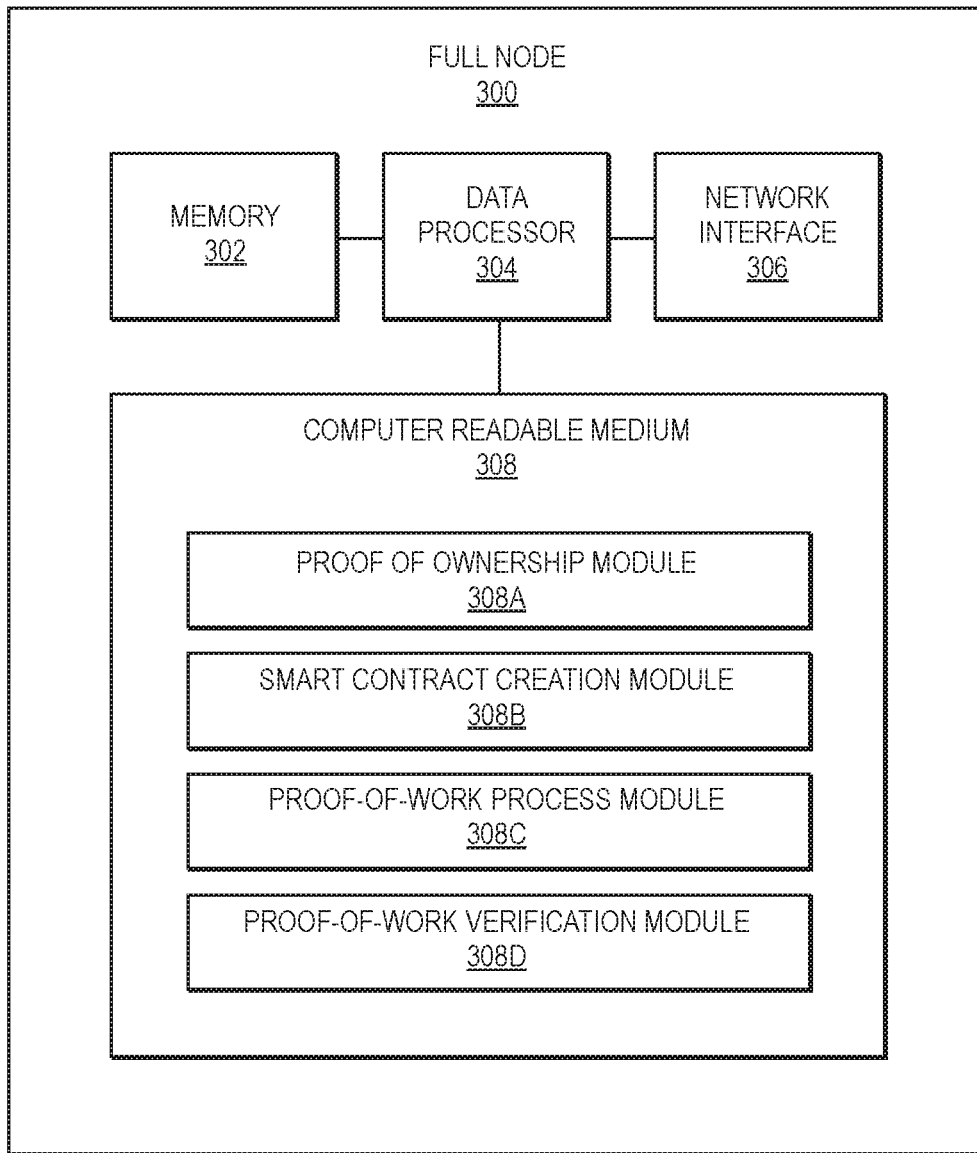 FULL NODE
300
MEMORY
302
DATA
PROCESSOR
304
NETWORK
INTERFACE
306
COMPUTER READABLE MEDIUM
308
PROOF OF OWNERSHIP MODULE
308A
SMART CONTRACT CREATION MODULE
308B
PROOF-OF-WORK PROCESS MODULE
308C
PROOF-OF-WORK VERIFICATION MODULE
308D